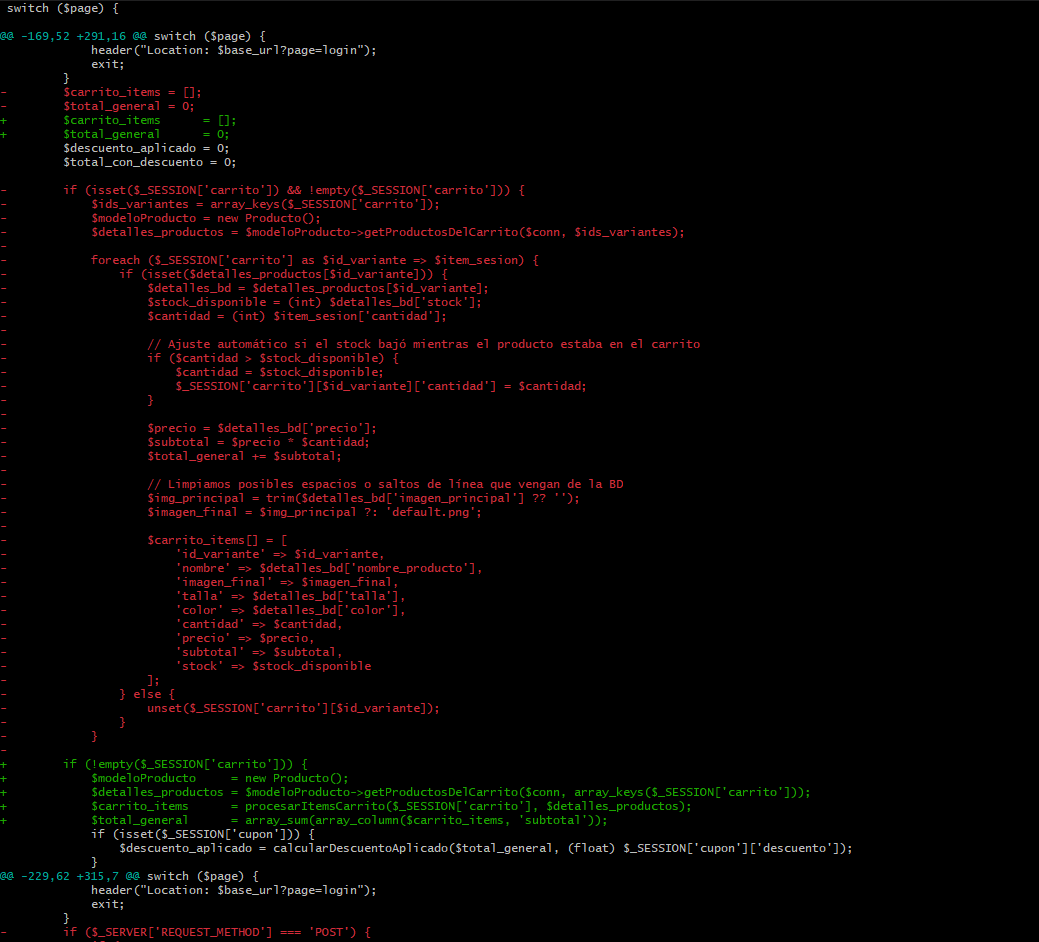 switch ($page) {

@@ -169,52 +291,16 @@ switch ($page) {
             header("Location: $base_url?page=login");
             exit;
         }
-        $carrito_items = [];
-        $total_general = 0;
+        $carrito_items      = [];
+        $total_general      = 0;
         $descuento_aplicado = 0;
         $total_con_descuento = 0;

-        if (isset($_SESSION['carrito']) && !empty($_SESSION['carrito'])) {
-            $ids_variantes = array_keys($_SESSION['carrito']);
-            $modeloProducto = new Producto();
-            $detalles_productos = $modeloProducto->getProductosDelCarrito($conn, $ids_variantes);
-
-            foreach ($_SESSION['carrito'] as $id_variante => $item_sesion) {
-                if (isset($detalles_productos[$id_variante])) {
-                    $detalles_bd = $detalles_productos[$id_variante];
-                    $stock_disponible = (int) $detalles_bd['stock'];
-                    $cantidad = (int) $item_sesion['cantidad'];
-
-                    // Ajuste automático si el stock bajó mientras el producto estaba en el carrito
-                    if ($cantidad > $stock_disponible) {
-                        $cantidad = $stock_disponible;
-                        $_SESSION['carrito'][$id_variante]['cantidad'] = $cantidad;
-                    }
-
-                    $precio = $detalles_bd['precio'];
-                    $subtotal = $precio * $cantidad;
-                    $total_general += $subtotal;
-
-                    // Limpiamos posibles espacios o saltos de línea que vengan de la BD
-                    $img_principal = trim($detalles_bd['imagen_principal'] ?? '');
-                    $imagen_final = $img_principal ?: 'default.png';
-
-                    $carrito_items[] = [
-                        'id_variante' => $id_variante,
-                        'nombre' => $detalles_bd['nombre_producto'],
-                        'imagen_final' => $imagen_final,
-                        'talla' => $detalles_bd['talla'],
-                        'color' => $detalles_bd['color'],
-                        'cantidad' => $cantidad,
-                        'precio' => $precio,
-                        'subtotal' => $subtotal,
-                        'stock' => $stock_disponible
-                    ];
-                } else {
-                    unset($_SESSION['carrito'][$id_variante]);
-                }
-            }
-
+        if (!empty($_SESSION['carrito'])) {
+            $modeloProducto     = new Producto();
+            $detalles_productos = $modeloProducto->getProductosDelCarrito($conn, array_keys($_SESSION['carrito']));
+            $carrito_items      = procesarItemsCarrito($_SESSION['carrito'], $detalles_productos);
+            $total_general      = array_sum(array_column($carrito_items, 'subtotal'));
             if (isset($_SESSION['cupon'])) {
                 $descuento_aplicado = calcularDescuentoAplicado($total_general, (float) $_SESSION['cupon']['descuento']);
             }
@@ -229,62 +315,7 @@ switch ($page) {
             header("Location: $base_url?page=login");
             exit;
         }
-        if ($_SERVER['REQUEST_METHOD'] === 'POST') {